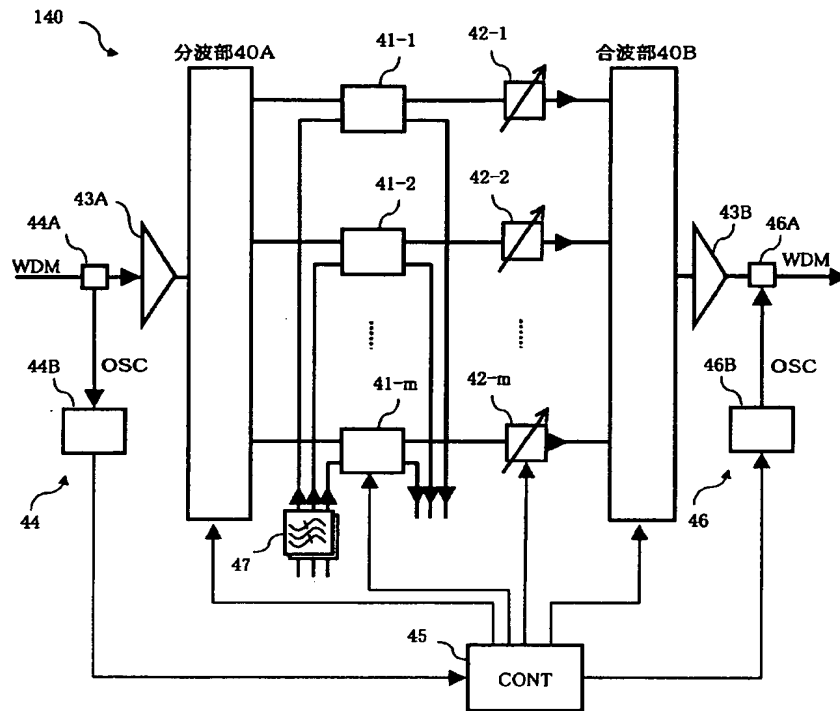 140
分波部40A
41-1
42-1
合波部40B
43A
44A
41-2
42-2
43B
46A
WDM
WDM
OSC
OSC
44B
41-m
42-m
46B
44
47
46
45
CONT